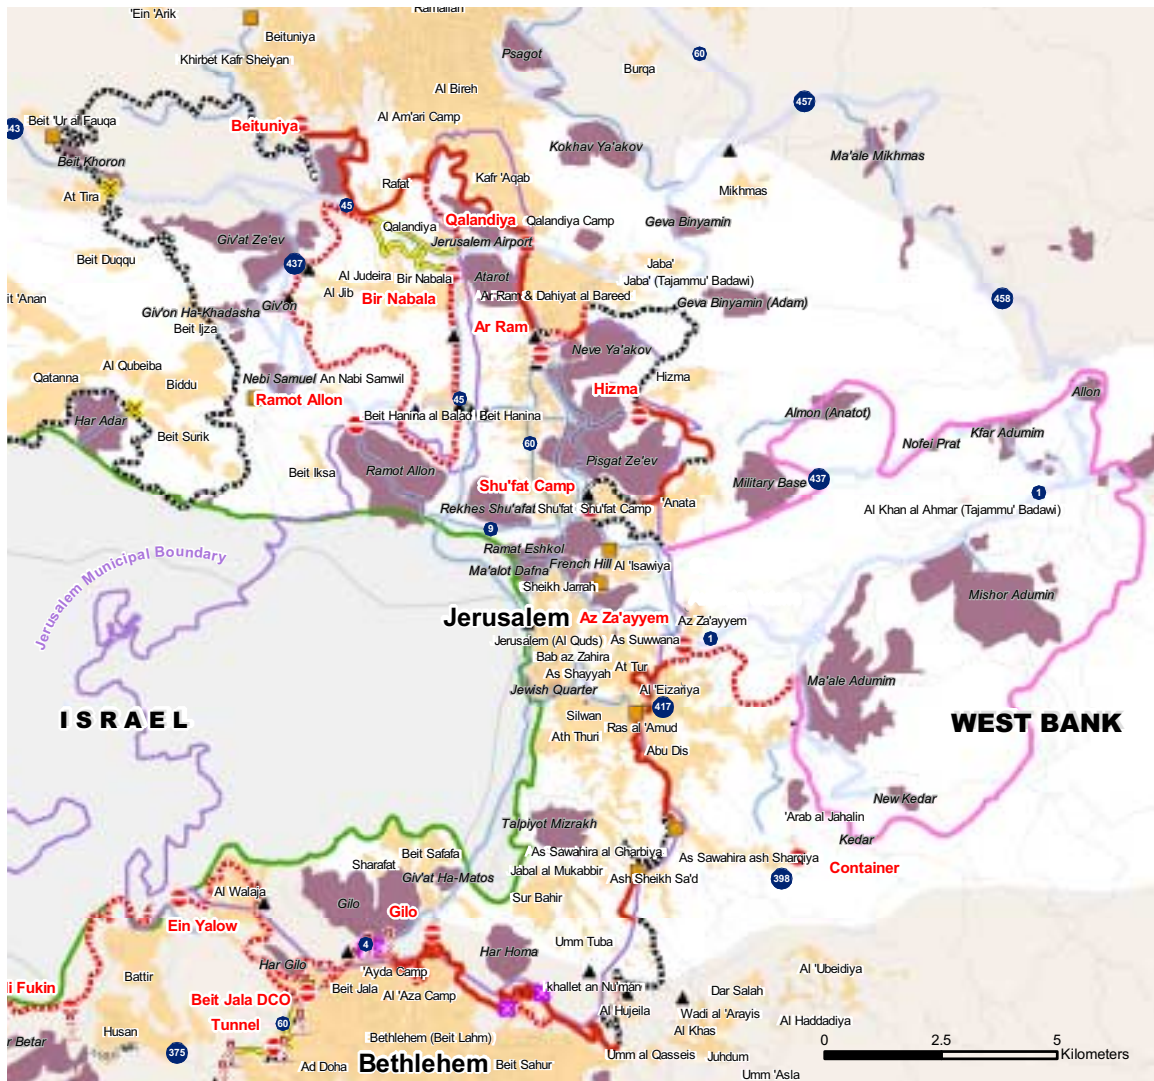 'Ein 'Arik
Ramallah
Beituniya
Khirbet Kafr Sheiyan
Psagot
60
Burqa
Al Bireh
457
Al Am'ari Camp
Beit 'Ur al Fauqa
443
Beituniya
Beit Khoron
Kokhav Ya'akov
Ma'ale Mikhmas
Rafat
Kafr 'Aqab
At Tira
Mikhmas
45
Qalandiya
Qalandiya
Qalandiya Camp
Geva Binyamin
Giv'at Ze'ev
Jerusalem Airport
Beit Duqqu
437
Al Judeira
Bir Nabala
Atarot
Jaba'
Jaba' (Tajammu' Badawi)
Al Jib
Bir Nabala
Ar Ram & Dahiyat al Bareed
Geva Binyamin (Adam)
458
it 'Anan
Giv'on
Giv'on Ha-Khadasha
Beit Ijza
Ar Ram
Neve Ya'akov
Al Qubeiba
Qatanna
Biddu
Nebi Samuel
An Nabi Samwil
Hizma
Hizma
Allon
Ramot Allon
45
Har Adar
Beit Hanina al Balad
Beit Hanina
Almon (Anatot)
Beit Surik
60
Nofei Prat
Kfar Adumim
Beit Iksa
Ramot Allon
Pisgat Ze'ev
Military Base
437
Shu'fat Camp
1
Rekhes Shu'afat
Shu'fat
Shu'fat Camp
'Anata
Al Khan al Ahmar (Tajammu' Badawi)
9
Jerusalem Municipal Boundary
Ramat Eshkol
French Hill
Al 'Isawiya
Ma'alot Dafna
Sheikh Jarrah
Mishor Adumin
Jerusalem
Az Za'ayyem
Az Za'ayyem
Jerusalem (Al Quds)
As Suwwana
1
Bab az Zahira
At Tur
As Shayyah
Ma'ale Adumim
Jewish Quarter
Al 'Eizariya
417
ISRAEL
Silwan
Ras al 'Amud
WEST BANK
Ath Thuri
Abu Dis
New Kedar
'Arab al Jahalin
Talpiyot Mizrakh
Kedar
Beit Safafa
As Sawahira al Gharbiya
As Sawahira ash Sharqiya
Sharafat
Jabal al Mukabbir
Container
Giv'at Ha-Matos
Ash Sheikh Sa'd
398
Al Walaja
Gilo
Sur Bahir
Gilo
Ein Yalow
4
Umm Tuba
Har Homa
Har Gilo
'Ayda Camp
Al 'Ubeidiya
Battir
i Fukin
Beit Jala
khallet an Nu'man
Beit Jala DCO
Al 'Aza Camp
Dar Salah
Al Hujeila
Wadi al 'Arayis
Tunnel
60
Al Khas
Al Haddadiya
Husan
Bethlehem (Beit Lahm)
r Betar
375
Umm al Qasseis
Juhdum
0
2.5
5
Kilometers
Ad Doha
Bethlehem
Beit Sahur
Umm 'Asla